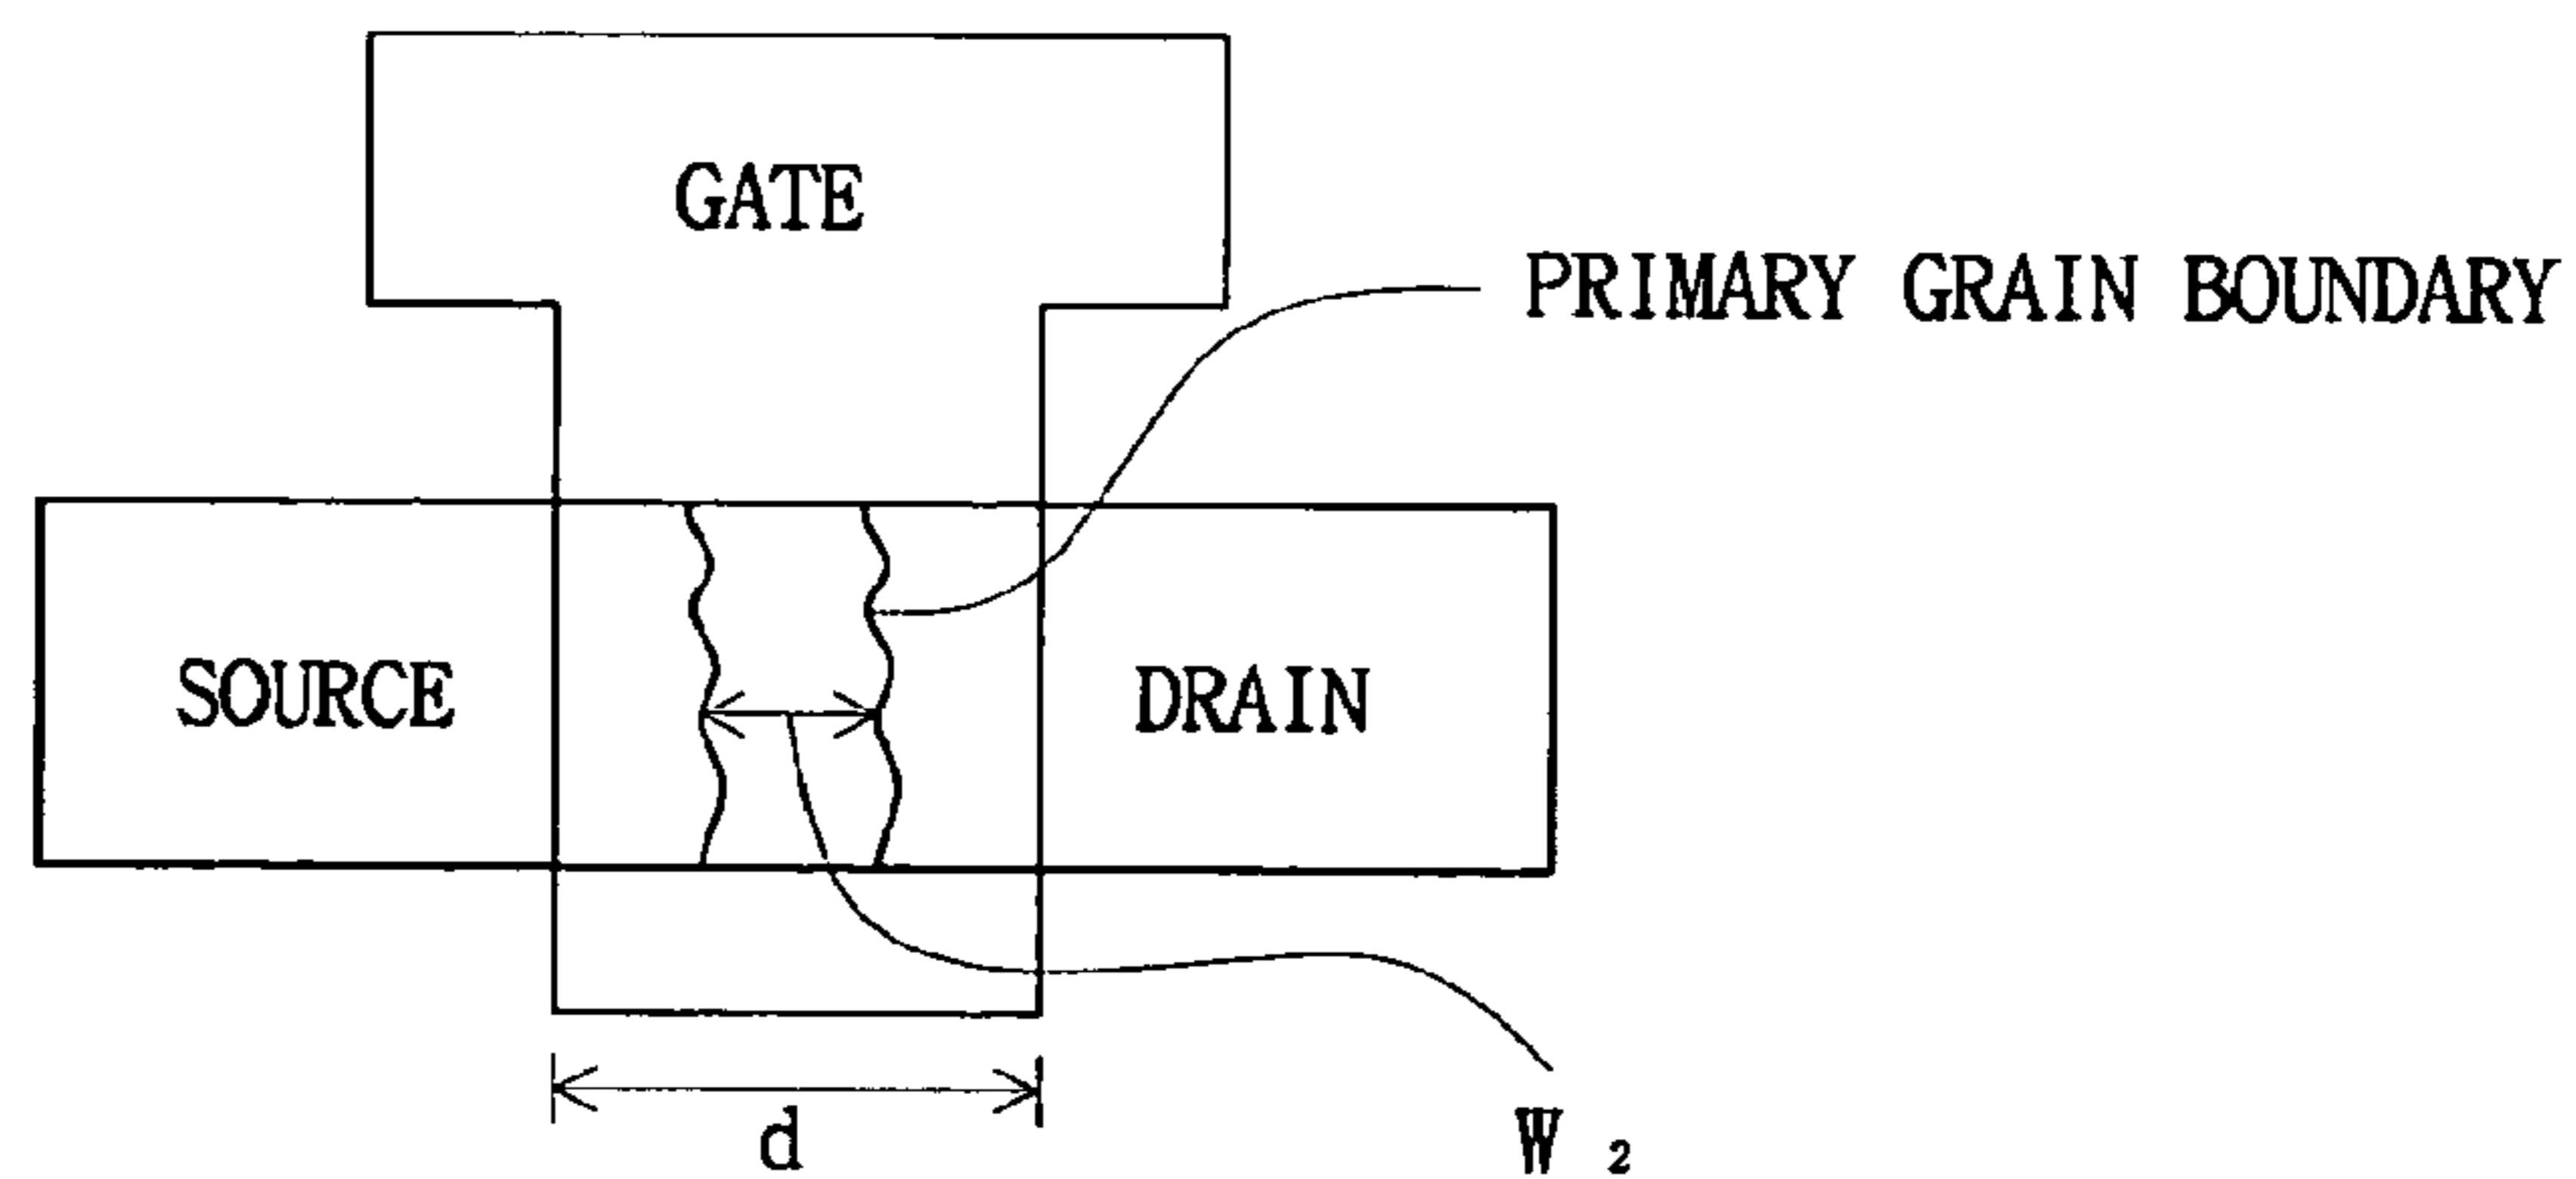 GATE
PRIMARY GRAIN BOUNDARY
SOURCE
DRAIN
d
W 2